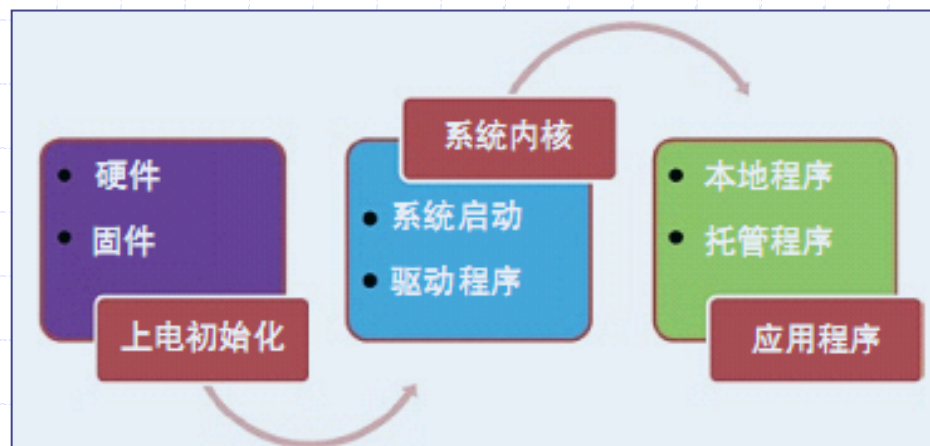 硬件
固件
上电初始化
系统内核
系统启动
驱动程序
本地程序
托管程序
应用程序